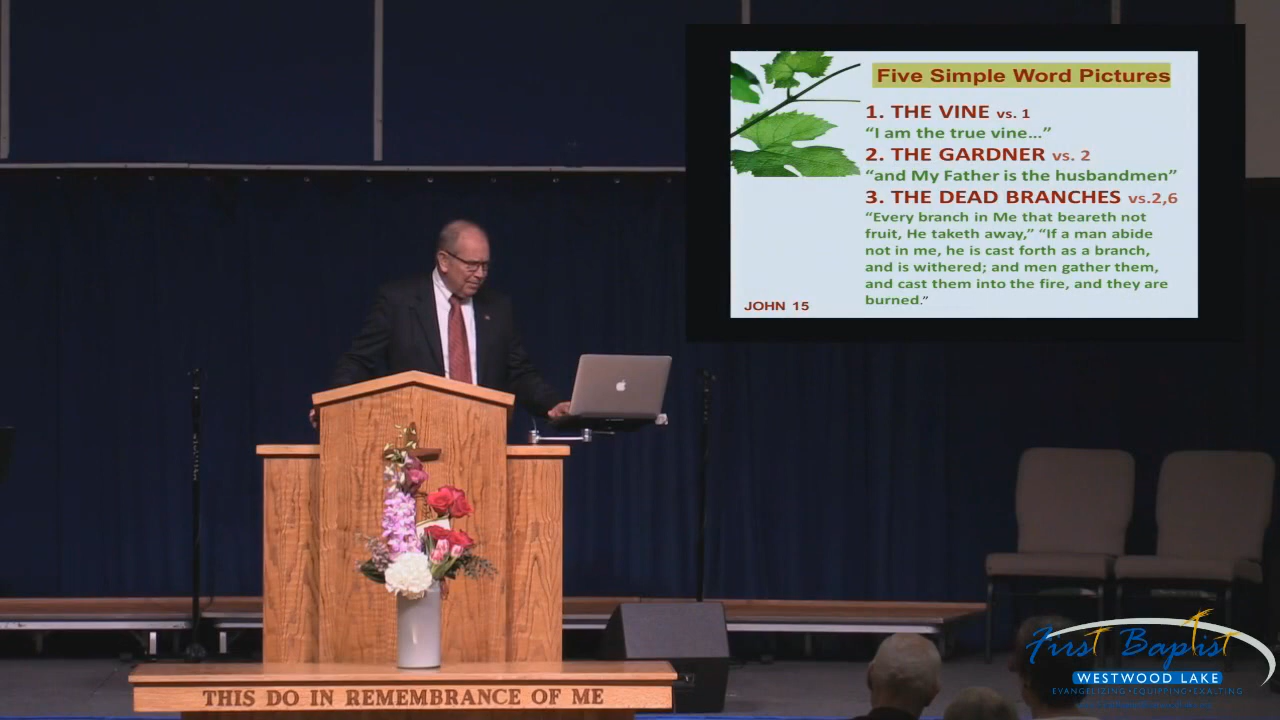 Five Simple Word Pictures
1. THE VINE vs. 1
“I am the true vine...”
2. THE GARDNER vs. 2
“and My Father is the husbandmen”
3. THE DEAD BRANCHES vs.2,6
“Every branch in Me that beareth not
fruit, He taketh away,” “If a man abide
not in me, he is cast forth as a branch,
and is withered; and men gather them,
and cast them into the fire, and they are
burned.”
JOHN 15
THIS DO IN REMEMBRANCE OF ME
First Baptist
WESTWOOD LAKE
EVANGELIZING•EQUIPPING•EXALTING